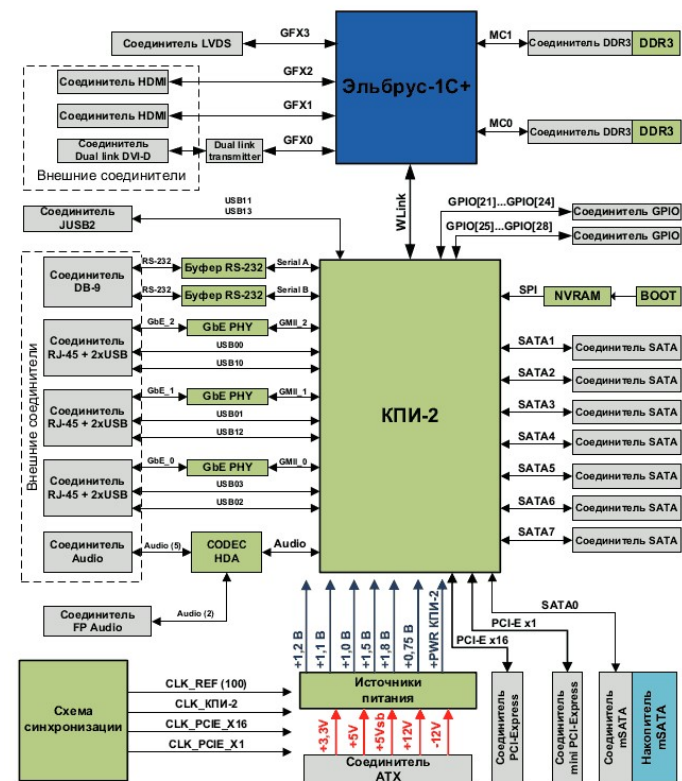 Соединитель LVDS
GFX3
Эльбрус-1С+
MC1
Соединитель DDR3
DDR3
Соединитель HDMI
GFX2
Соединитель HDMI
GFX1
Соединитель
Dual link DVI-D
Dual link
transmitter
GFX0
MC0
Соединитель DDR3
DDR3
Внешние соединители
WLink
Соединитель
JUSB2
USB11
USB13
GPIO[21]...GPIO[24]
Соединитель GPIO
GPIO[25]...GPIO[28]
Соединитель GPIO
Внешние соединители
Соединитель
DB-9
RS-232
Буфер RS-232
Serial A
RS-232
Буфер RS-232
Serial B
КПИ-2
SPI
NVRAM
BOOT
Соединитель
RJ-45 + 2xUSB
GbE_2
GbE PHY
GMII_2
USB00
USB10
Соединитель
RJ-45 + 2xUSB
GbE_1
GbE PHY
GMII_1
USB01
USB12
Соединитель
RJ-45 + 2xUSB
GbE_0
GbE PHY
GMII_0
USB03
USB02
SATA1
Соединитель SATA
SATA2
Соединитель SATA
SATA3
Соединитель SATA
SATA4
Соединитель SATA
SATA5
Соединитель SATA
SATA6
Соединитель SATA
SATA7
Соединитель SATA
Соединитель
Audio
Audio (5)
CODEC
HDA
Audio
Соединитель
FP Audio
Audio (2)
+1,2 В
+1,1 В
+1,0 В
+1,5 В
+1,8 В
+0,75 В
+PWR КПИ-2
PCI-E x16
PCI-E x1
SATA0
Схема
синхронизации
CLK_REF (100)
CLK_КПИ-2
CLK_PCIE_X16
CLK_PCIE_X1
Источники
питания
+3,3V
+5V
+5Vsb
+12V
-12V
Соединитель
ATX
Соединитель
PCI-Express
Соединитель
mini PCI-Express
Соединитель
mSATA
Накопитель
mSATA